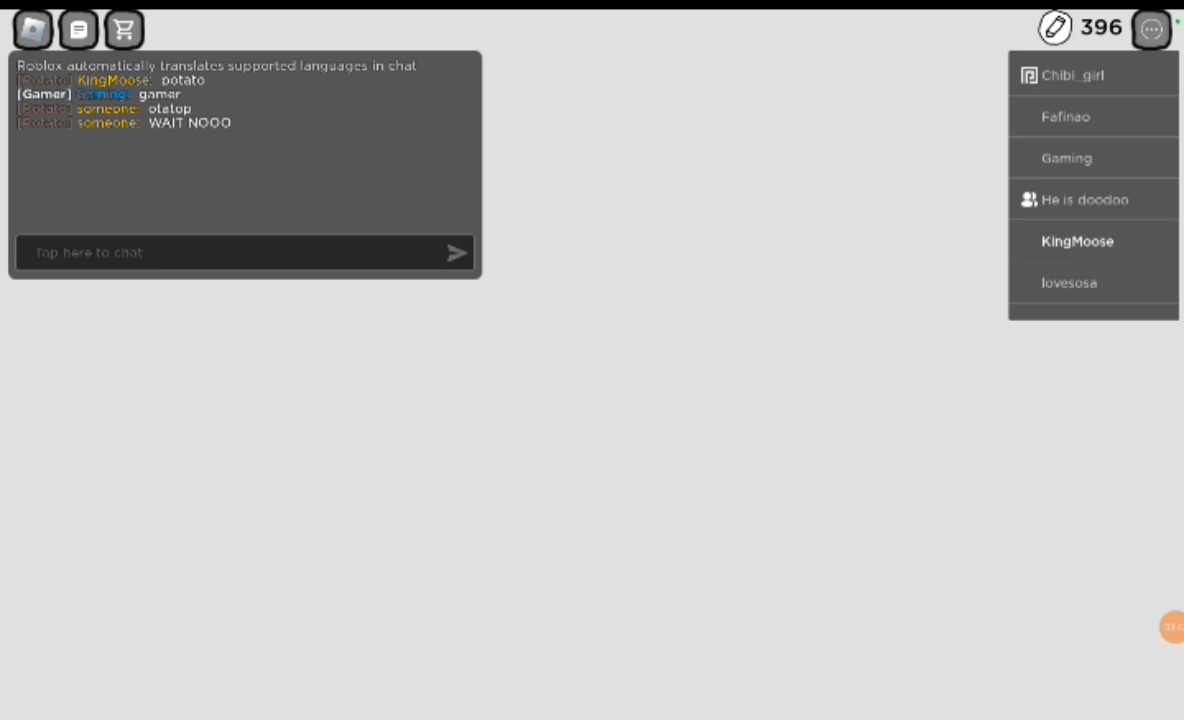 396
Roblox automatically translates supported languages in chat
[Potato] KingMoose: potato
[Gamer] Gaming: gamer
[Potato] someone: otatop
[Potato] someone: WAIT NOOO
Tap here to chat
Chibi_girl
Fafinao
Gaming
He is doodoo
KingMoose
lovesosa